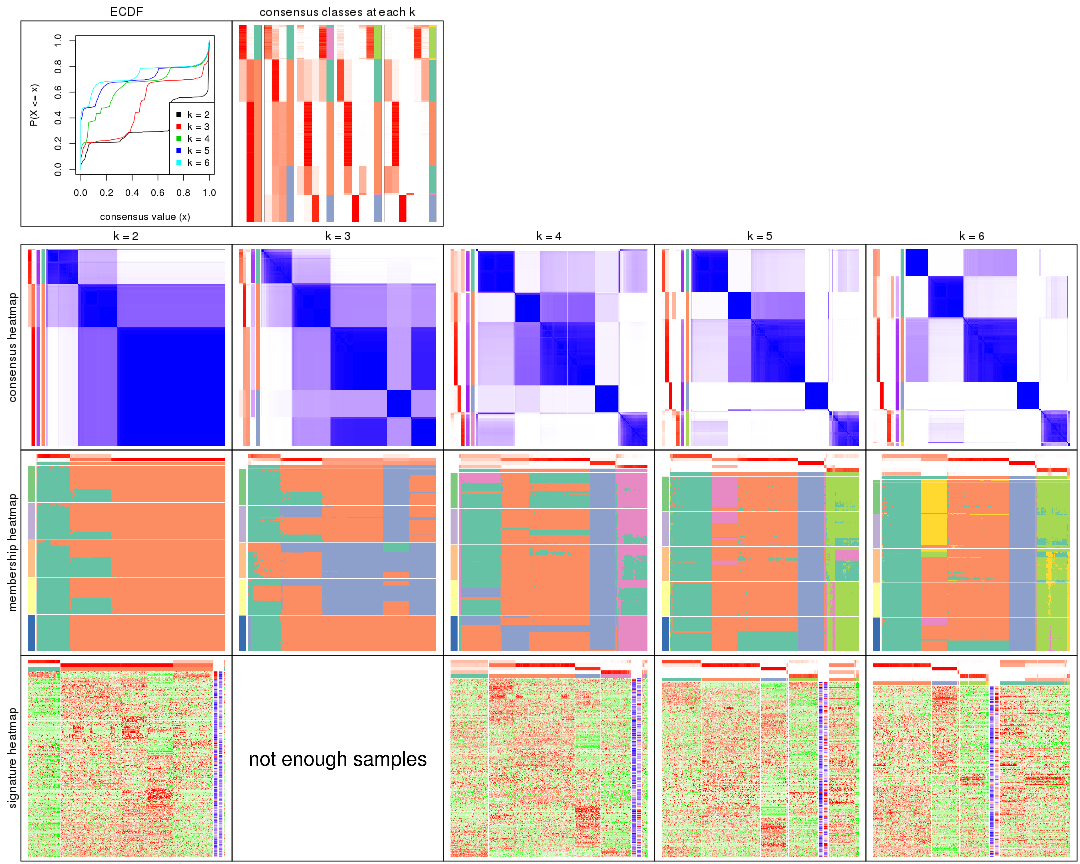 ECDF
consensus classes at each k
P(X <= x)
0.0 0.2 0.4 0.6 0.8 1.0
k = 2
k = 3
k = 4
k = 5
k = 6
0.0 0.2 0.4 0.6 0.8 1.0
consensus value (x)
k = 2 k = 3 k = 4 k = 5 k = 6
consensus heatmap
membership heatmap
signature heatmap
not enough samples